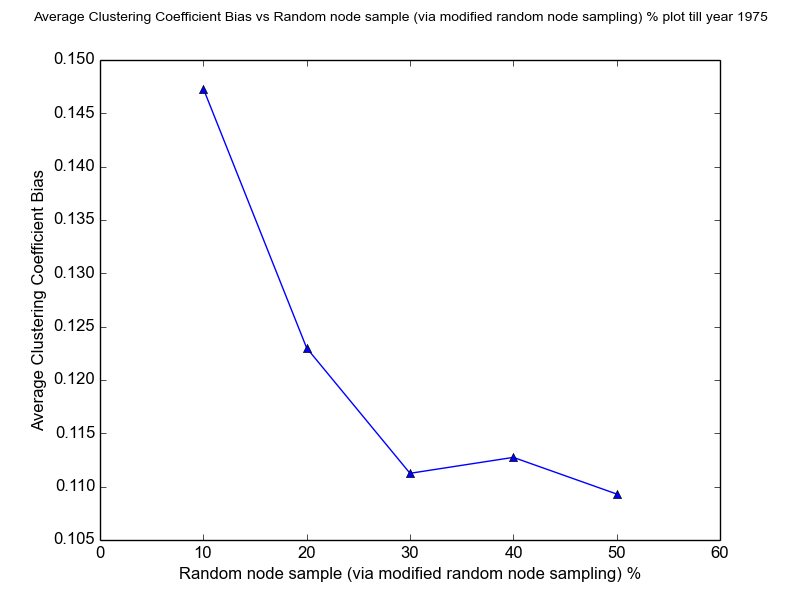 Average Clustering Coefficient Bias vs Random node sample (via modified random node sampling) % plot till year 1975
0.150
0.145
0.140
0.135
0.130
0.125
0.120
0.115
0.110
0.105
Average Clustering Coefficient Bias
0 10 20 30 40 50 60
Random node sample (via modified random node sampling) %